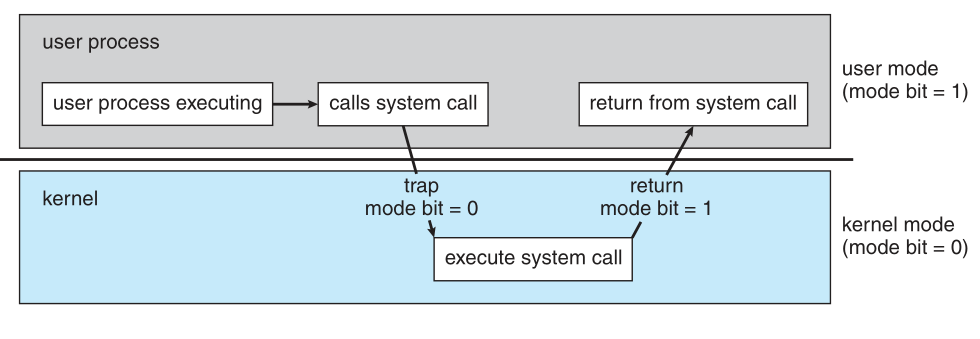 user process
user process executing
calls system call
return from system call
user mode
(mode bit = 1)
kernel
trap
mode bit = 0
return
mode bit = 1
execute system call
kernel mode
(mode bit = 0)